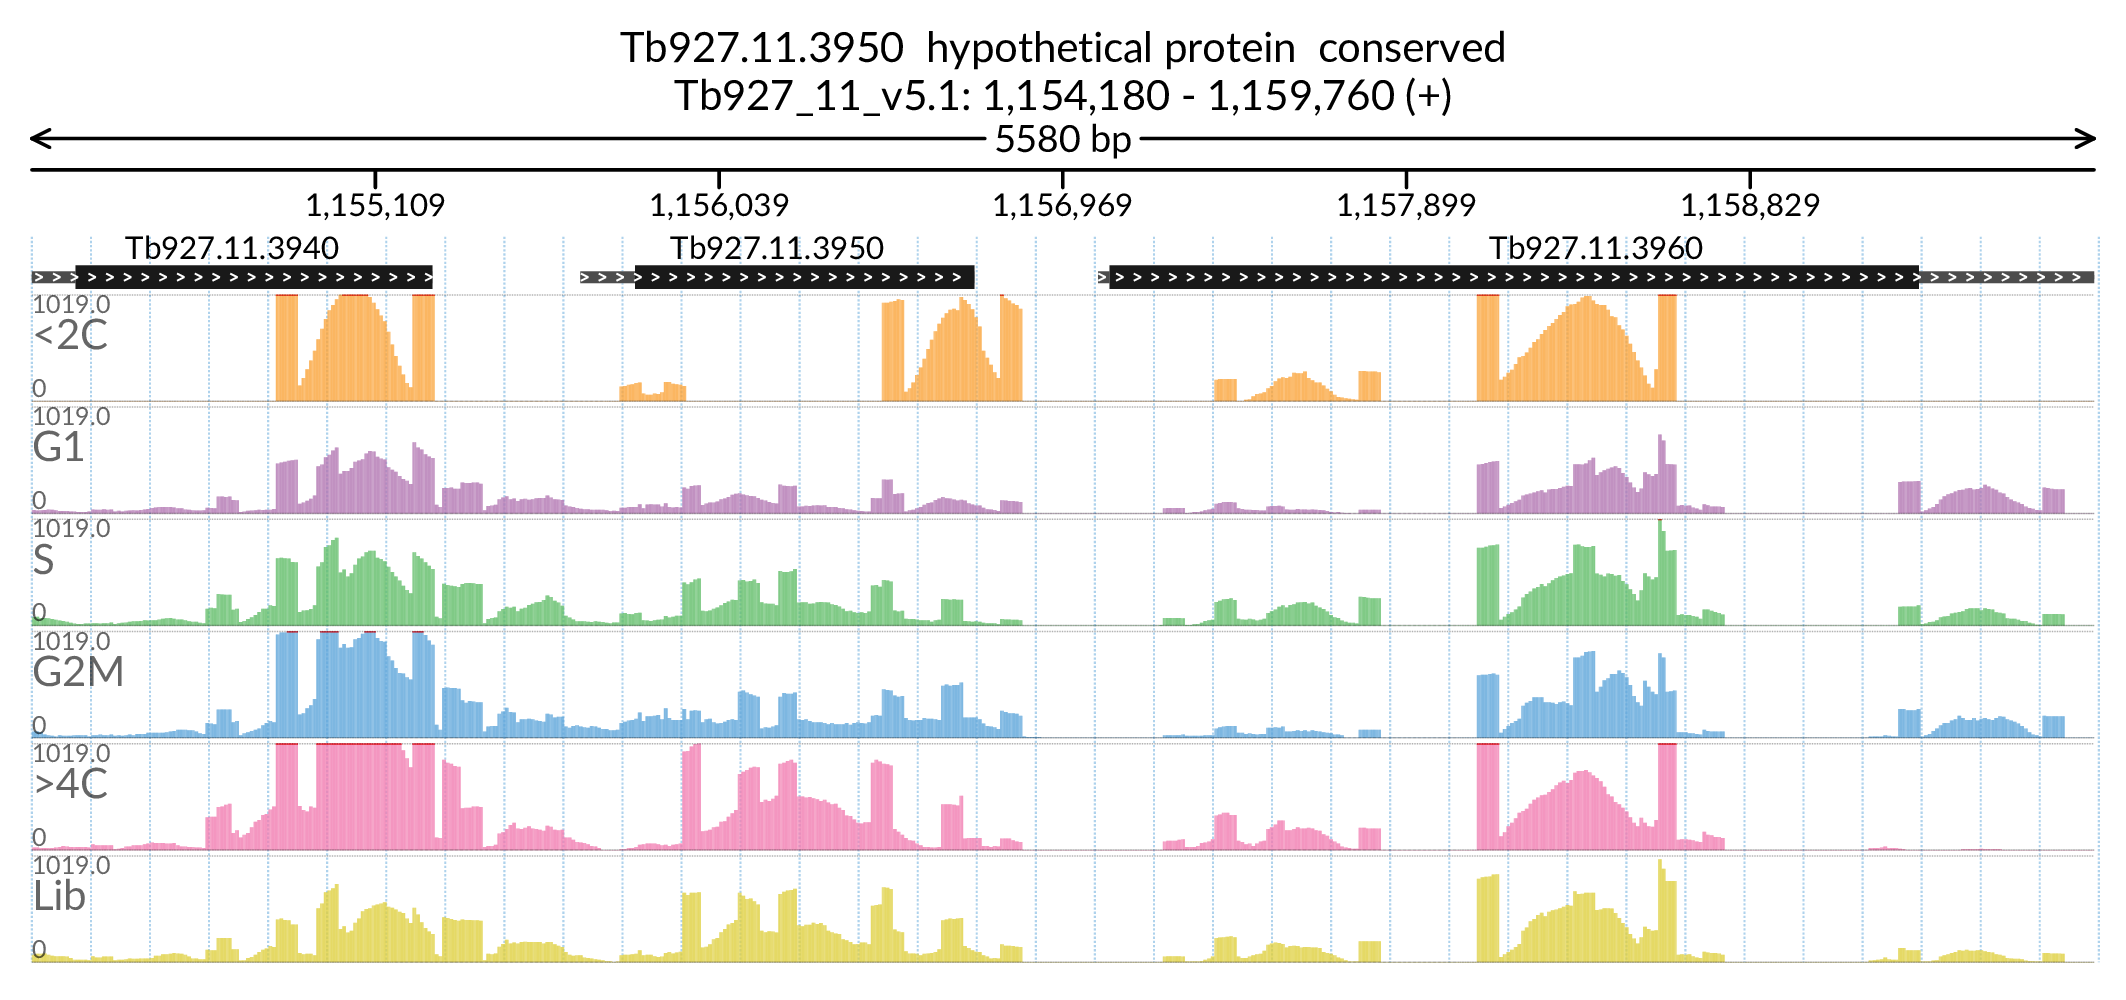 Tb927.11.3950  hypothetical protein  conserved
Tb927_11_v5.1: 1,154,180 - 1,159,760 (+)
5580 bp
1,155,109 1,156,039 1,156,969 1,157,899 1,158,829
Tb927.11.3940 Tb927.11.3950 Tb927.11.3960
1019.0
<2C
0
1019.0
G1
0
1019.0
S
0
1019.0
G2M
0
1019.0
>4C
0
1019.0
Lib
0